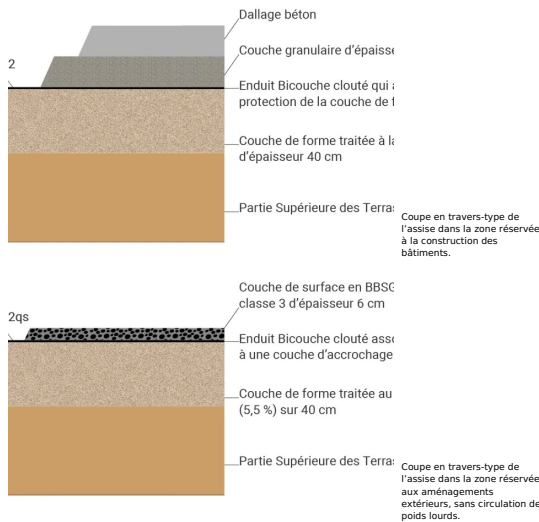 Dallage béton
Couche granulaire d'épaisse
2
Enduit Bicouche clouté qui
protection de la couche de
Couche de forme traitée à
d'épaisseur 40 cm
Partie Supérieure des
Coupe en travers-type de
l'assise dans la zone réservée
à la construction des
bâtiments.
Couche de surface en BBSG
classe 3 d'épaisseur 6 cm
2qs
Enduit Bicouche clouté
à une couche d'accrochage
Couche de forme traitée au
(5,5 %) sur 40 cm
Partie Supérieure des
Coupe en travers-type de
l'assise dans la zone réservée
aux aménagements
extérieurs, sans circulation de
poids lourds.